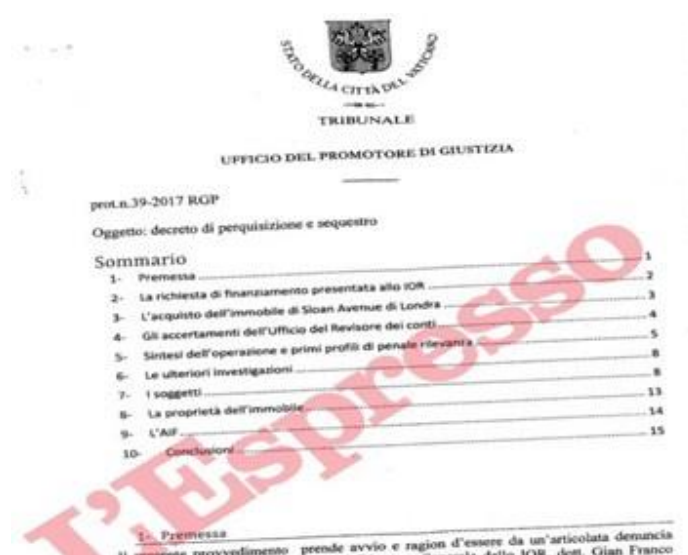 STATO DELLA CITTÀ DEL VATICANO
TRIBUNALE
UFFICIO DEL PROMOTORE DI GIUSTIZIA
prot.n.39-2017 RGP
Oggetto: decreto di perquisizione e sequestro
Sommario
1- Premessa 1
2- La richiesta di finanziamento presentata allo IOR 2
3- L'acquisto dell'immobile di Sloan Avenue di Londra 3
4- Gli accertamenti dell'Ufficio del Revisore dei conti 4
5- Sintesi dell'operazione e primi profili di penale rilevanza 5
6- Le ulteriori investigazioni 8
7- I soggetti 8
8- La proprietà dell'immobile 13
9- L'AIF 14
10- Conclusioni 15
L'Espresso
1- Premessa
provvedimento prende avvio e ragion d'essere da un'articolata denuncia
dello IOR, dott. Gian Franco